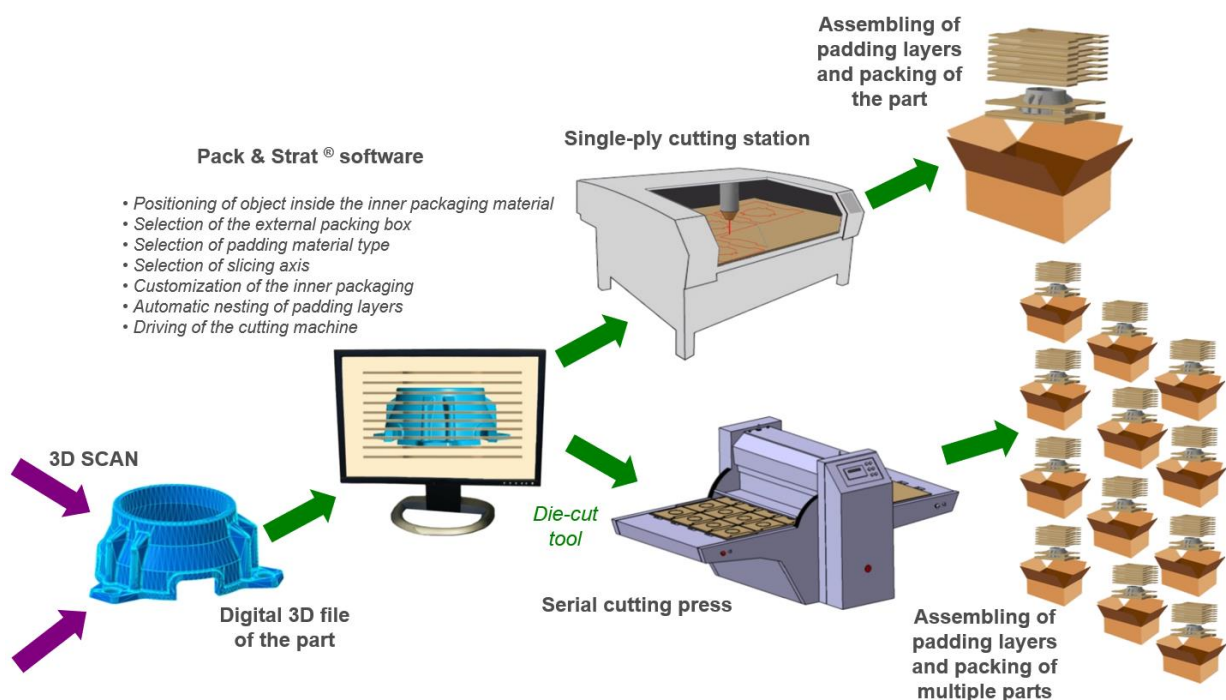 Assembling of
padding layers
and packing of
the part
Single-ply cutting station
Pack & Strat ® software
• Positioning of object inside the inner packaging material
• Selection of the external packing box
• Selection of padding material type
• Selection of slicing axis
• Customization of the inner packaging
• Automatic nesting of padding layers
• Driving of the cutting machine
3D SCAN
Digital 3D file
of the part
Die-cut
tool
Serial cutting press
Assembling of
padding layers
and packing of
multiple parts